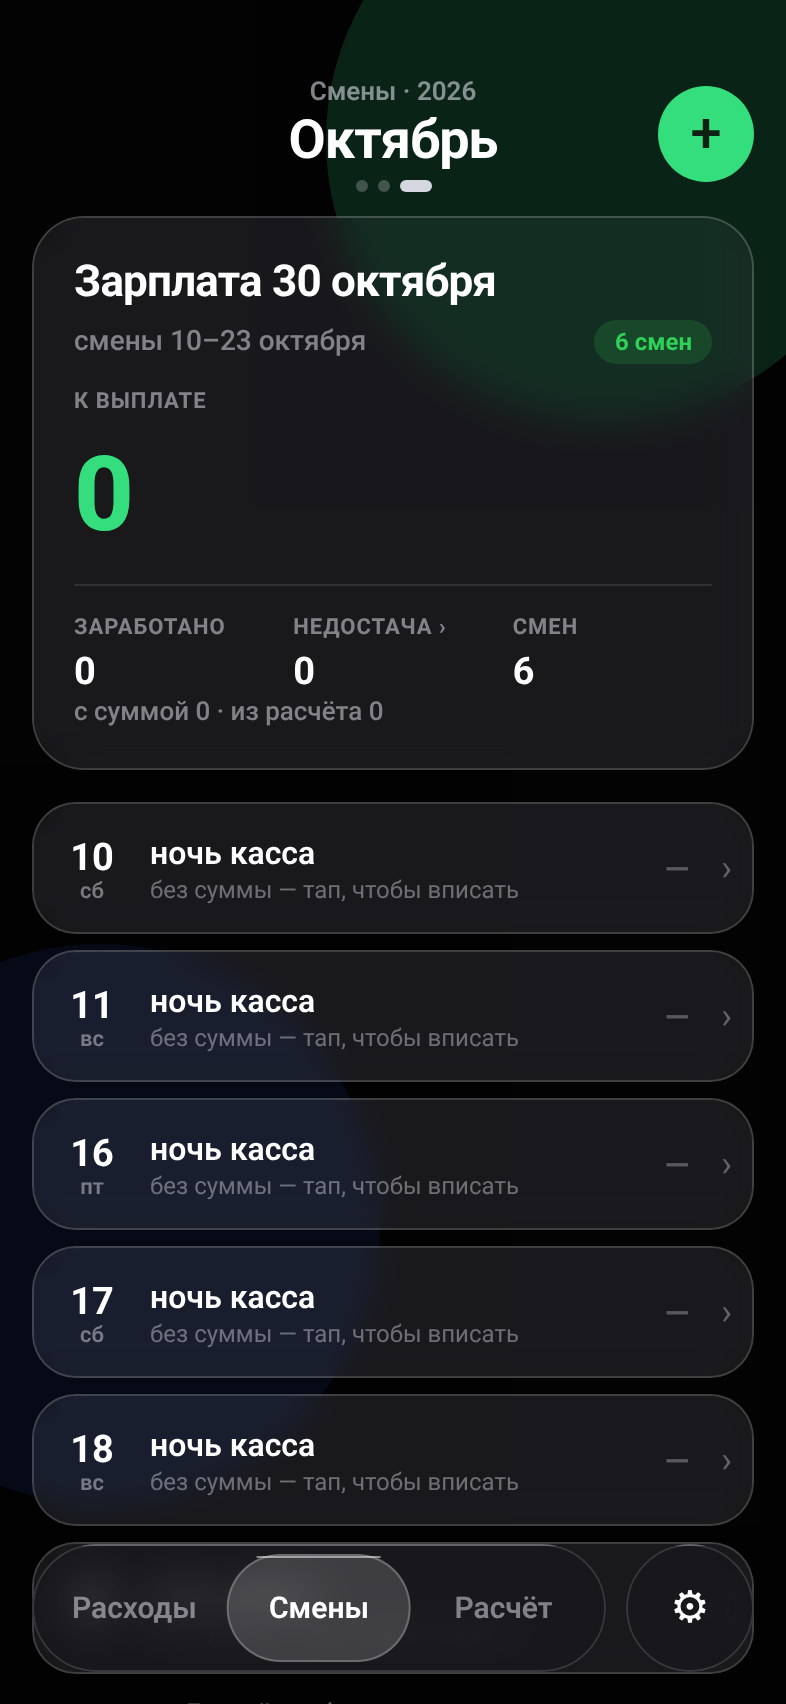 Смены · 2026
Октябрь
+
Зарплата 30 октября
смены 10–23 октября
6 смен
К ВЫПЛАТЕ
0
ЗАРАБОТАНО
НЕДОСТАЧА ›
СМЕН
0
0
6
с суммой 0 · из расчёта 0
10
ночь касса
сб
без суммы — тап, чтобы вписать
— ›
11
ночь касса
вс
без суммы — тап, чтобы вписать
— ›
16
ночь касса
пт
без суммы — тап, чтобы вписать
— ›
17
ночь касса
сб
без суммы — тап, чтобы вписать
— ›
18
ночь касса
вс
без суммы — тап, чтобы вписать
— ›
Расходы
Смены
Расчёт